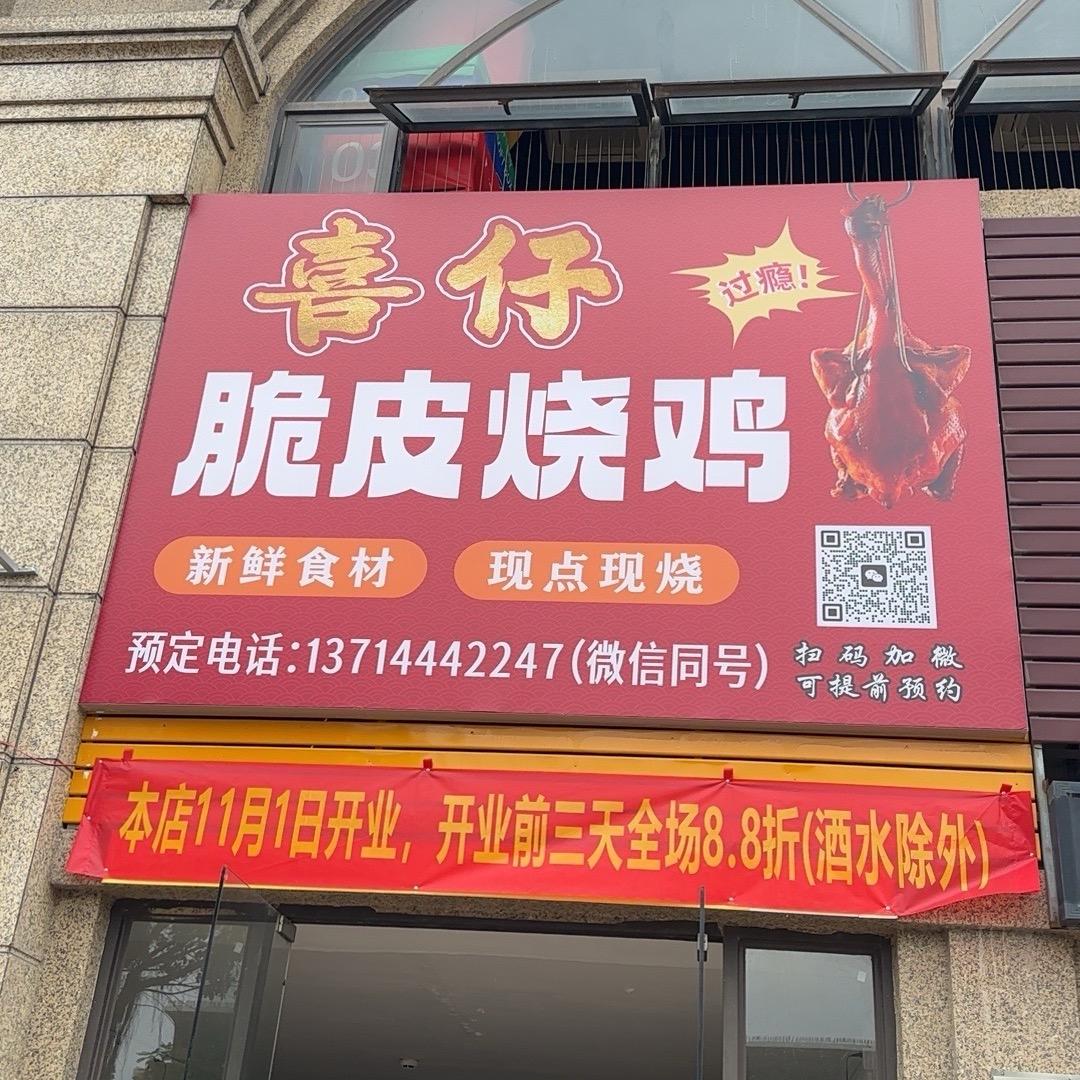 喜仔
过瘾!
脆皮烧鸡
新鲜食材 现点现烧
预定电话:13714442247(微信同号)
扫码加微
可提前预约
本店11月1日开业，开业前三天全场8.8折(酒水除外)